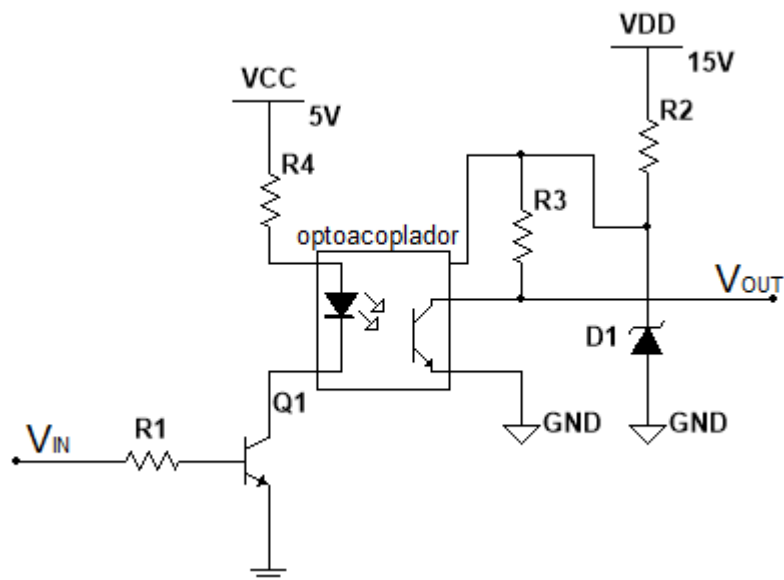 VDD
15V
VCC
5V
R2
R4
R3
optoacoplador
VOUT
D1
Q1
GND
GND
VIN
R1